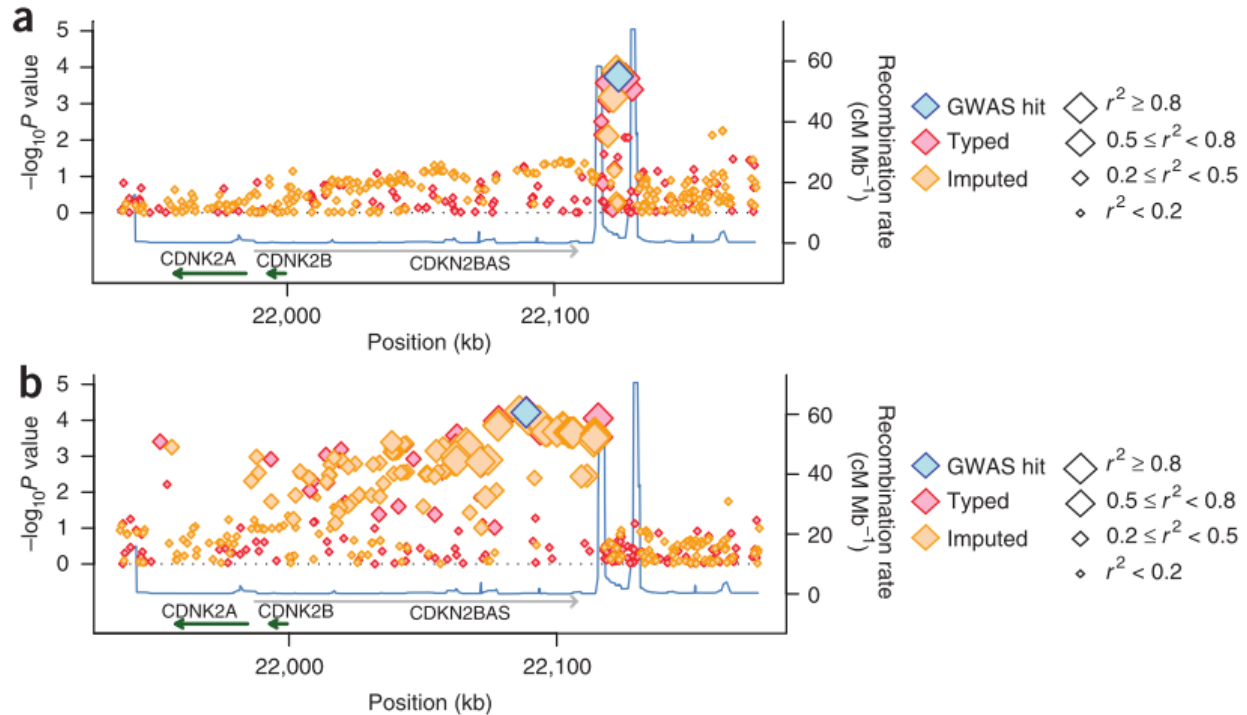 a
5
4
3
2
1
0
–log10P value
60
40
20
0
Recombination rate
(cM Mb−1)
CDNK2A
CDNK2B
CDKN2BAS
22,000
22,100
Position (kb)
GWAS hit
Typed
Imputed
r2 ≥ 0.8
0.5 ≤ r2 < 0.8
0.2 ≤ r2 < 0.5
r2 < 0.2
b
5
4
3
2
1
0
–log10P value
60
40
20
0
Recombination rate
(cM Mb−1)
CDNK2A
CDNK2B
CDKN2BAS
22,000
22,100
Position (kb)
GWAS hit
Typed
Imputed
r2 ≥ 0.8
0.5 ≤ r2 < 0.8
0.2 ≤ r2 < 0.5
r2 < 0.2